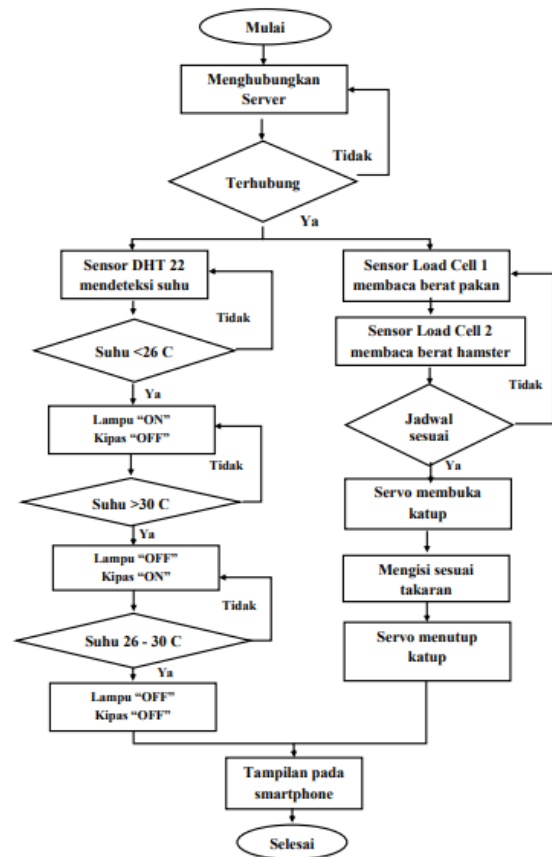 Mulai
Menghubungkan
Server
Tidak
Terhubung
Ya
Sensor DHT 22
mendeteksi suhu
Tidak
Suhu <26 C
Ya
Lampu “ON”
Kipas “OFF”
Tidak
Suhu >30 C
Ya
Lampu “OFF”
Kipas “ON”
Tidak
Suhu 26 - 30 C
Ya
Lampu “OFF”
Kipas “OFF”
Sensor Load Cell 1
membaca berat pakan
Sensor Load Cell 2
membaca berat hamster
Tidak
Jadwal
sesuai
Ya
Servo membuka
katup
Mengisi sesuai
takaran
Servo menutup
katup
Tampilan pada
smartphone
Selesai